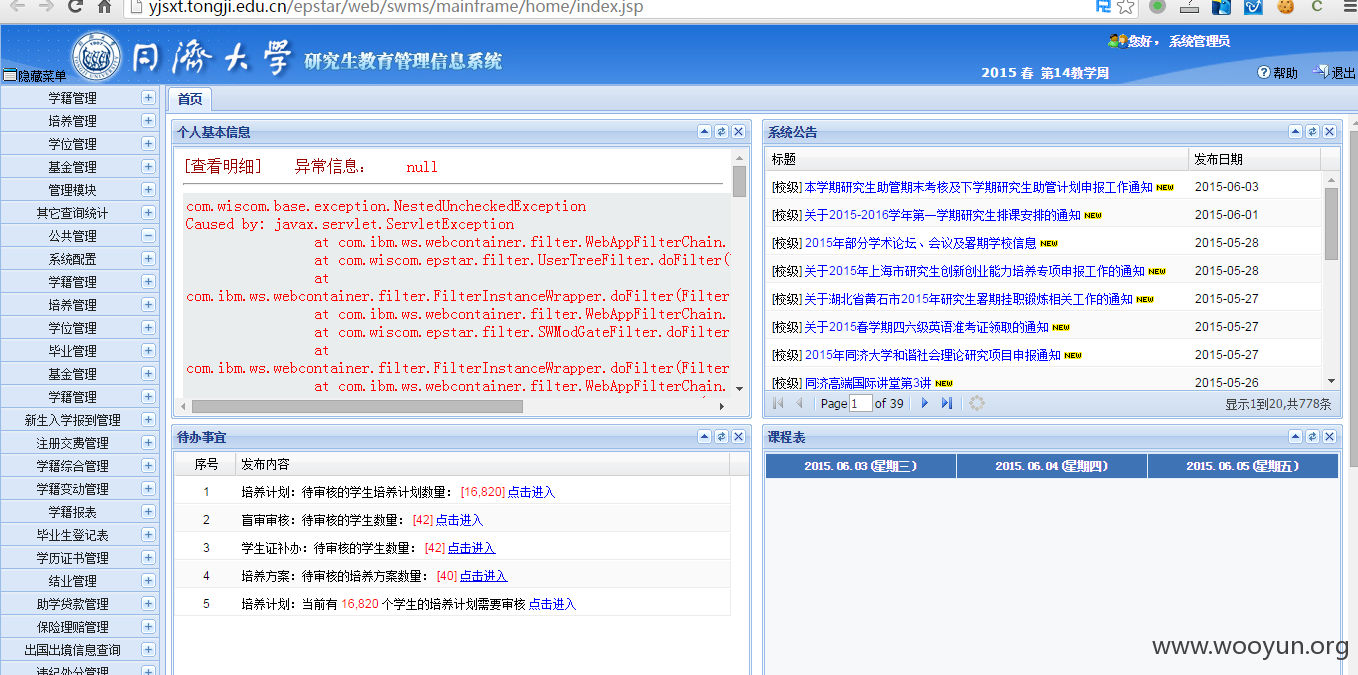 yjsxt.tongji.edu.cn/epstar/web/swms/mainframe/home/index.jsp
同濟大学 研究生教育管理信息系统
您好， 系统管理员
2015 春 第14教学周
帮助 退出
隐藏菜单
学籍管理
培养管理
学位管理
基金管理
管理模块
其它查询统计
公共管理
系统配置
学籍管理
培养管理
学位管理
毕业管理
基金管理
学籍管理
新生入学报到管理
注册交费管理
学籍综合管理
学籍变动管理
学籍报表
毕业生登记表
学历证书管理
结业管理
助学贷款管理
保险理赔管理
出国出境信息查询
违纪处分管理
首页
个人基本信息
[查看明细] 异常信息： null
com.wiscom.base.exception.NestedUncheckedException
Caused by: javax.servlet.ServletException
at com.ibm.ws.webcontainer.filter.WebAppFilterChain.
at com.wiscom.epstar.filter.UserTreeFilter.doFilter(
at
com.ibm.ws.webcontainer.filter.FilterInstanceWrapper.doFilter(Filter
at com.ibm.ws.webcontainer.filter.WebAppFilterChain.
at com.wiscom.epstar.filter.SWModGateFilter.doFilter
at
com.ibm.ws.webcontainer.filter.FilterInstanceWrapper.doFilter(Filter
at com.ibm.ws.webcontainer.filter.WebAppFilterChain.
系统公告
标题 发布日期
[校级] 本学期研究生助管期末考核及下学期研究生助管计划申报工作通知 NEW 2015-06-03
[校级] 关于2015-2016学年第一学期研究生排课安排的通知 NEW 2015-06-01
[校级] 2015年部分学术论坛、会议及暑期学校信息 NEW 2015-05-28
[校级] 关于2015年上海市研究生创新创业能力培养专项申报工作的通知 NEW 2015-05-28
[校级] 关于湖北省黄石市2015年研究生暑期挂职锻炼相关工作的通知 NEW 2015-05-27
[校级] 关于2015春学期四六级英语准考证领取的通知 NEW 2015-05-27
[校级] 2015年同济大学和谐社会理论研究项目申报通知 NEW 2015-05-27
[校级] 同济高端国际讲堂第3讲 NEW 2015-05-26
Page 1 of 39 显示1到20,共778条
待办事宜
序号 发布内容
1 培养计划：待审核的学生培养计划数量： [16,820] 点击进入
2 盲审审核：待审核的学生数量： [42] 点击进入
3 学生证补办：待审核的学生数量： [42] 点击进入
4 培养方案：待审核的培养方案数量： [40] 点击进入
5 培养计划：当前有 16,820 个学生的培养计划需要审核 点击进入
课程表
2015.06.03 (星期三) 2015.06.04 (星期四) 2015.06.05 (星期五)
www.wooyun.org